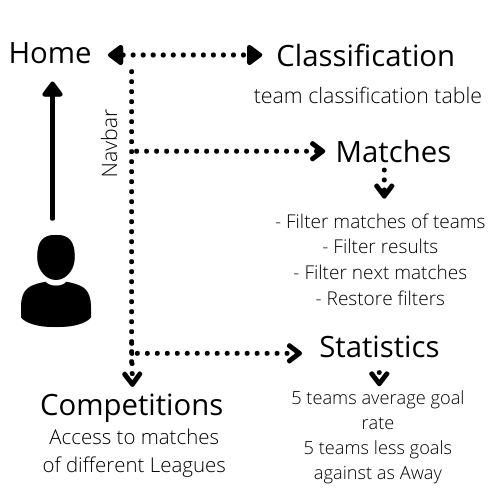 Home
Classification
team classification table
Navbar
Matches
- Filter matches of teams
- Filter results
- Filter next matches
- Restore filters
Statistics
5 teams average goal
rate
5 teams less goals
against as Away
Competitions
Access to matches
of different Leagues